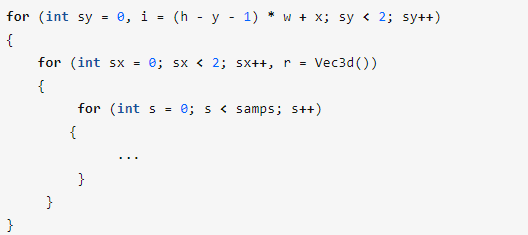 for (int sy = 0, i = (h - y - 1) * w + x; sy < 2; sy++)
{
    for (int sx = 0; sx < 2; sx++, r = Vec3d())
    {
         for (int s = 0; s < samps; s++)
        {
              ...
         }
     }
}